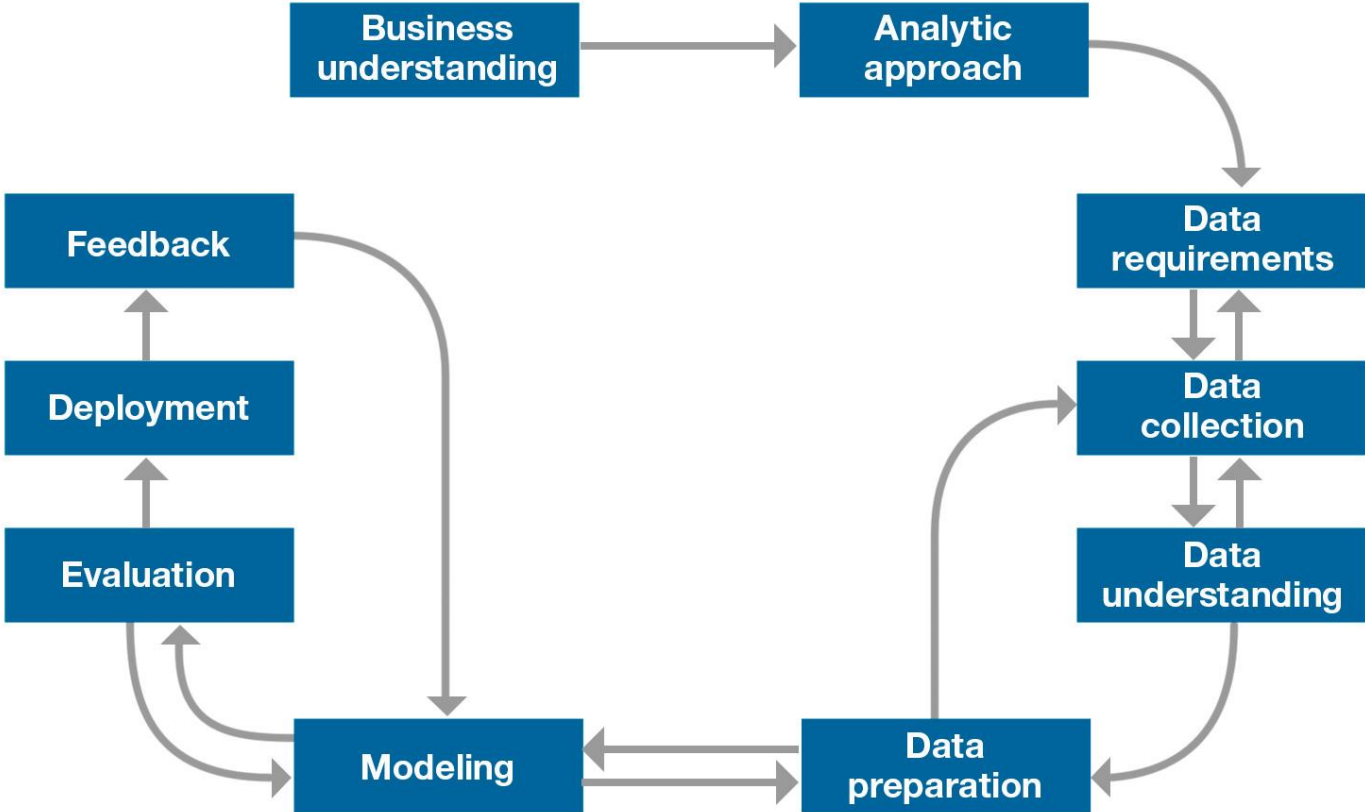 Business
understanding
Analytic
approach
Data
requirements
Data
collection
Data
understanding
Data
preparation
Modeling
Evaluation
Deployment
Feedback